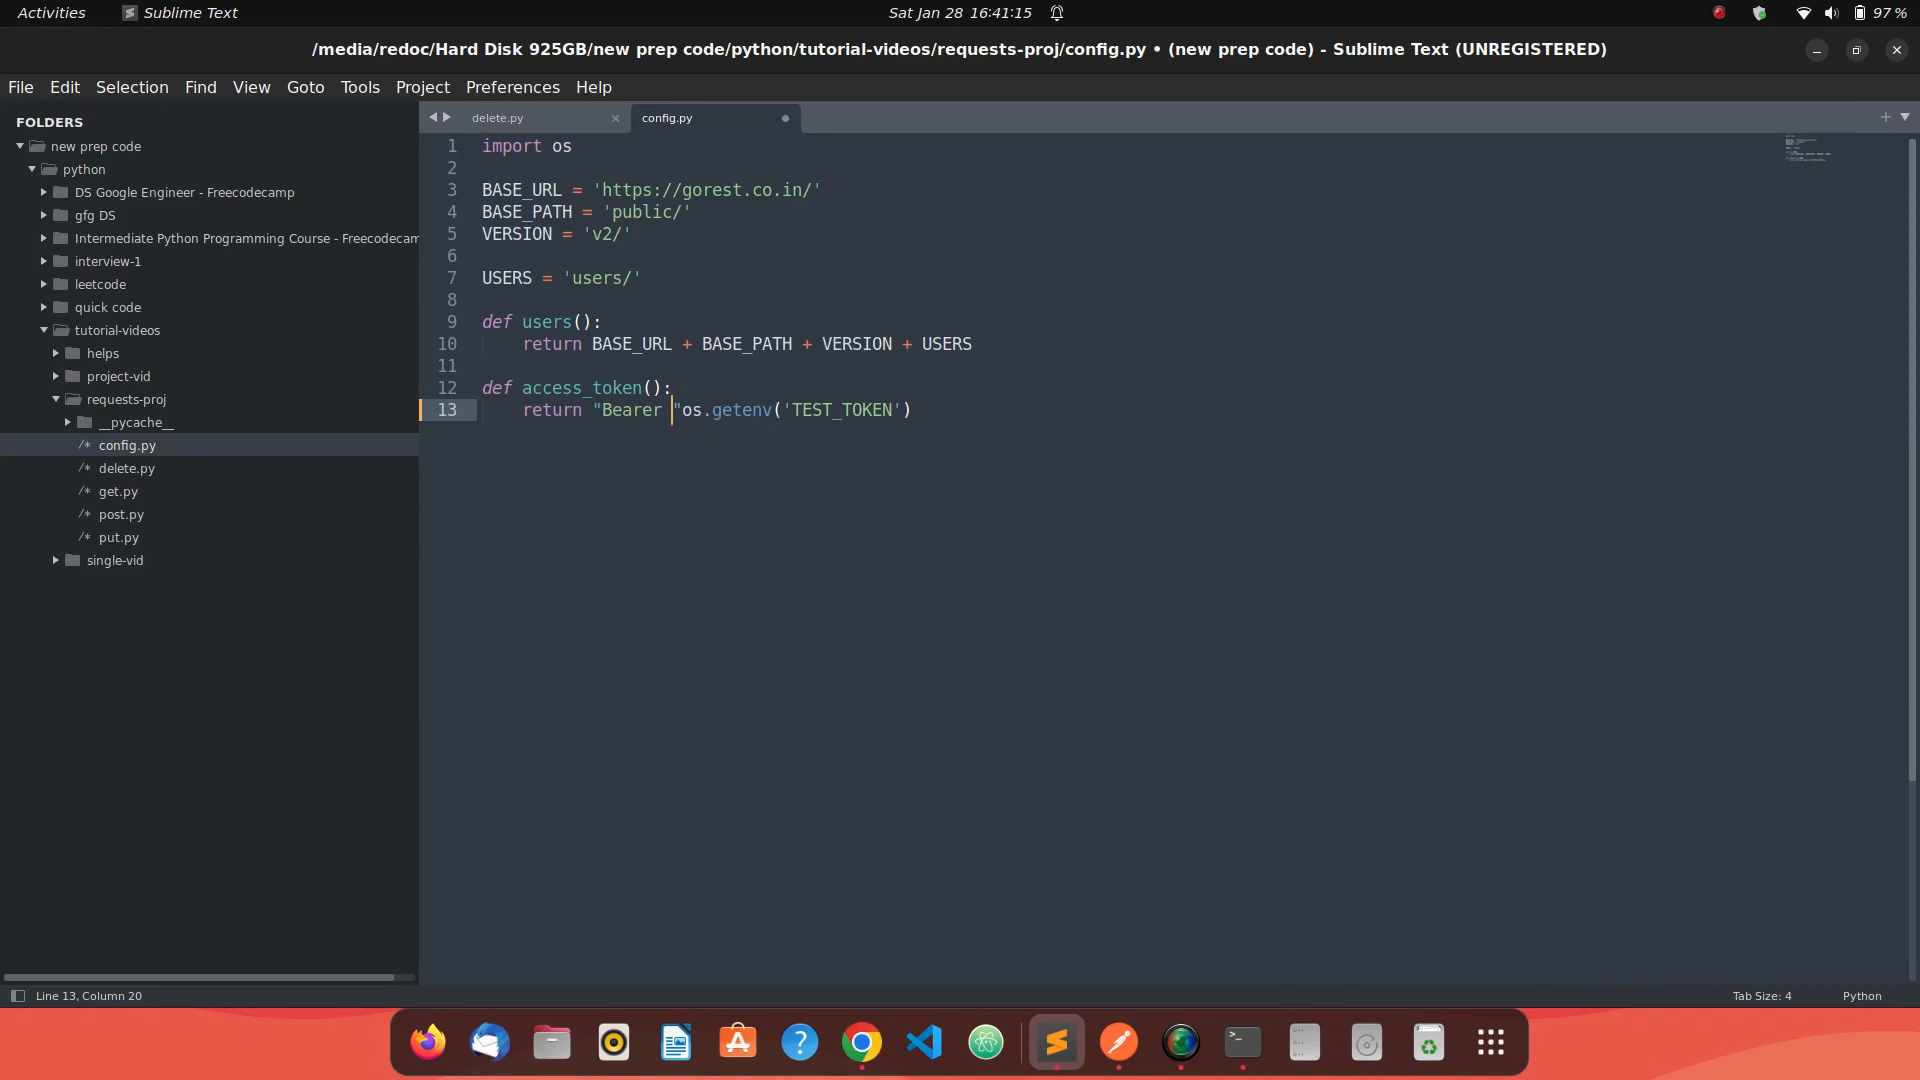 Activities Sublime Text Sat Jan 28 16:41:15 97 %
/media/redoc/Hard Disk 925GB/new prep code/python/tutorial-videos/requests-proj/config.py • (new prep code) - Sublime Text (UNREGISTERED)
File Edit Selection Find View Goto Tools Project Preferences Help
FOLDERS
new prep code
python
DS Google Engineer - Freecodecamp
gfg DS
Intermediate Python Programming Course - Freecodecam
interview-1
leetcode
quick code
tutorial-videos
helps
project-vid
requests-proj
__pycache__
/* config.py
/* delete.py
/* get.py
/* post.py
/* put.py
single-vid
delete.py × config.py
1 import os
2
3 BASE_URL = 'https://gorest.co.in/'
4 BASE_PATH = 'public/'
5 VERSION = 'v2/'
6
7 USERS = 'users/'
8
9 def users():
10 return BASE_URL + BASE_PATH + VERSION + USERS
11
12 def access_token():
13 return "Bearer "os.getenv('TEST_TOKEN')
Line 13, Column 20 Tab Size: 4 Python